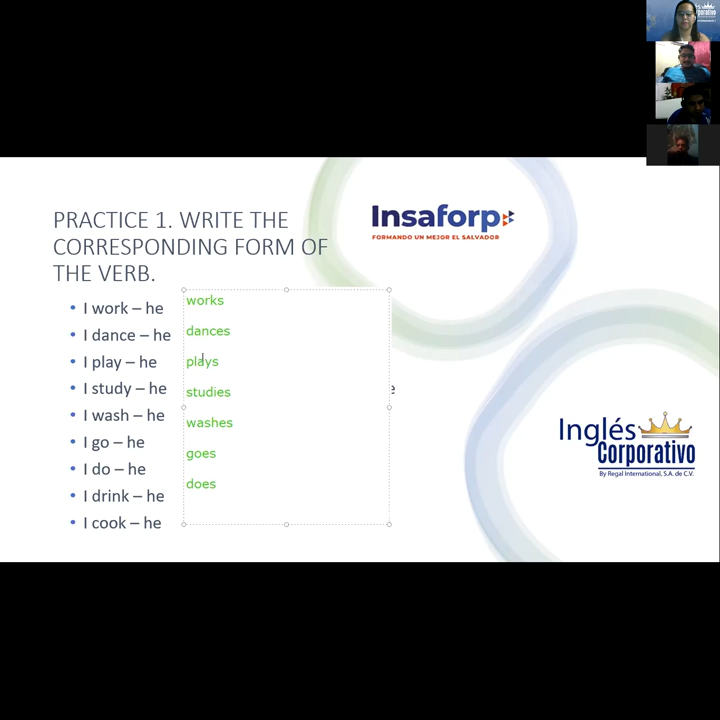 PRACTICE 1. WRITE THE
CORRESPONDING FORM OF
THE VERB.
• I work – he
• I dance – he
• I play – he
• I study – he
• I wash – he
• I go – he
• I do – he
• I drink – he
• I cook – he
works
dances
plays
studies
washes
goes
does
e
Insaforp
FORMANDO UN MEJOR EL SALVADOR
Inglés
Corporativo
By Regal International, S.A. de C.V.